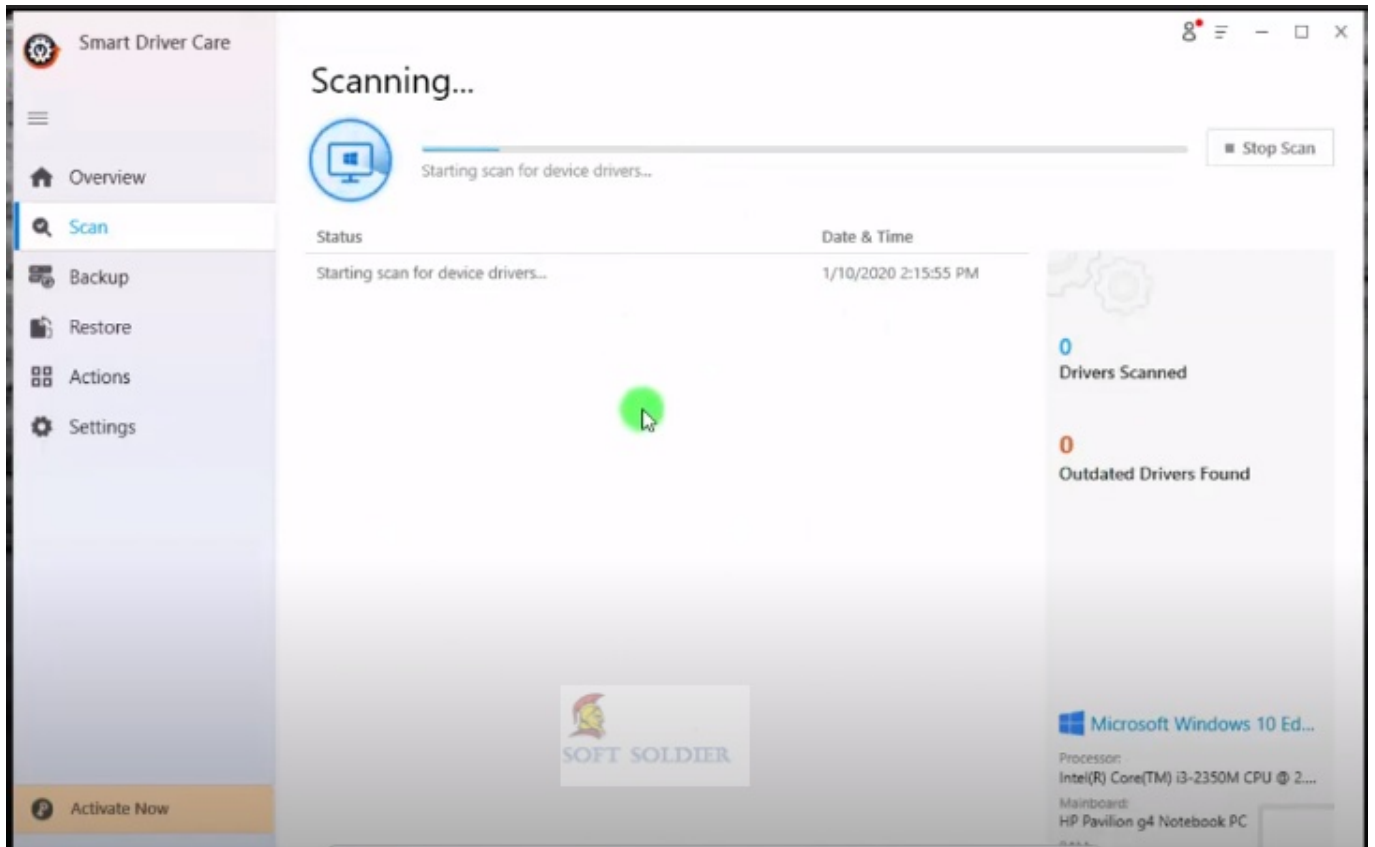 Smart Driver Care
Scanning...
Stop Scan
Starting scan for device drivers...
Overview
Scan
Backup
Restore
Actions
Settings
Status Date & Time
Starting scan for device drivers... 1/10/2020 2:15:55 PM
0
Drivers Scanned
0
Outdated Drivers Found
SOFT SOLDIER
Microsoft Windows 10 Ed...
Processor:
Intel(R) Core(TM) i3-2350M CPU @ 2....
Mainboard:
HP Pavilion g4 Notebook PC
Activate Now